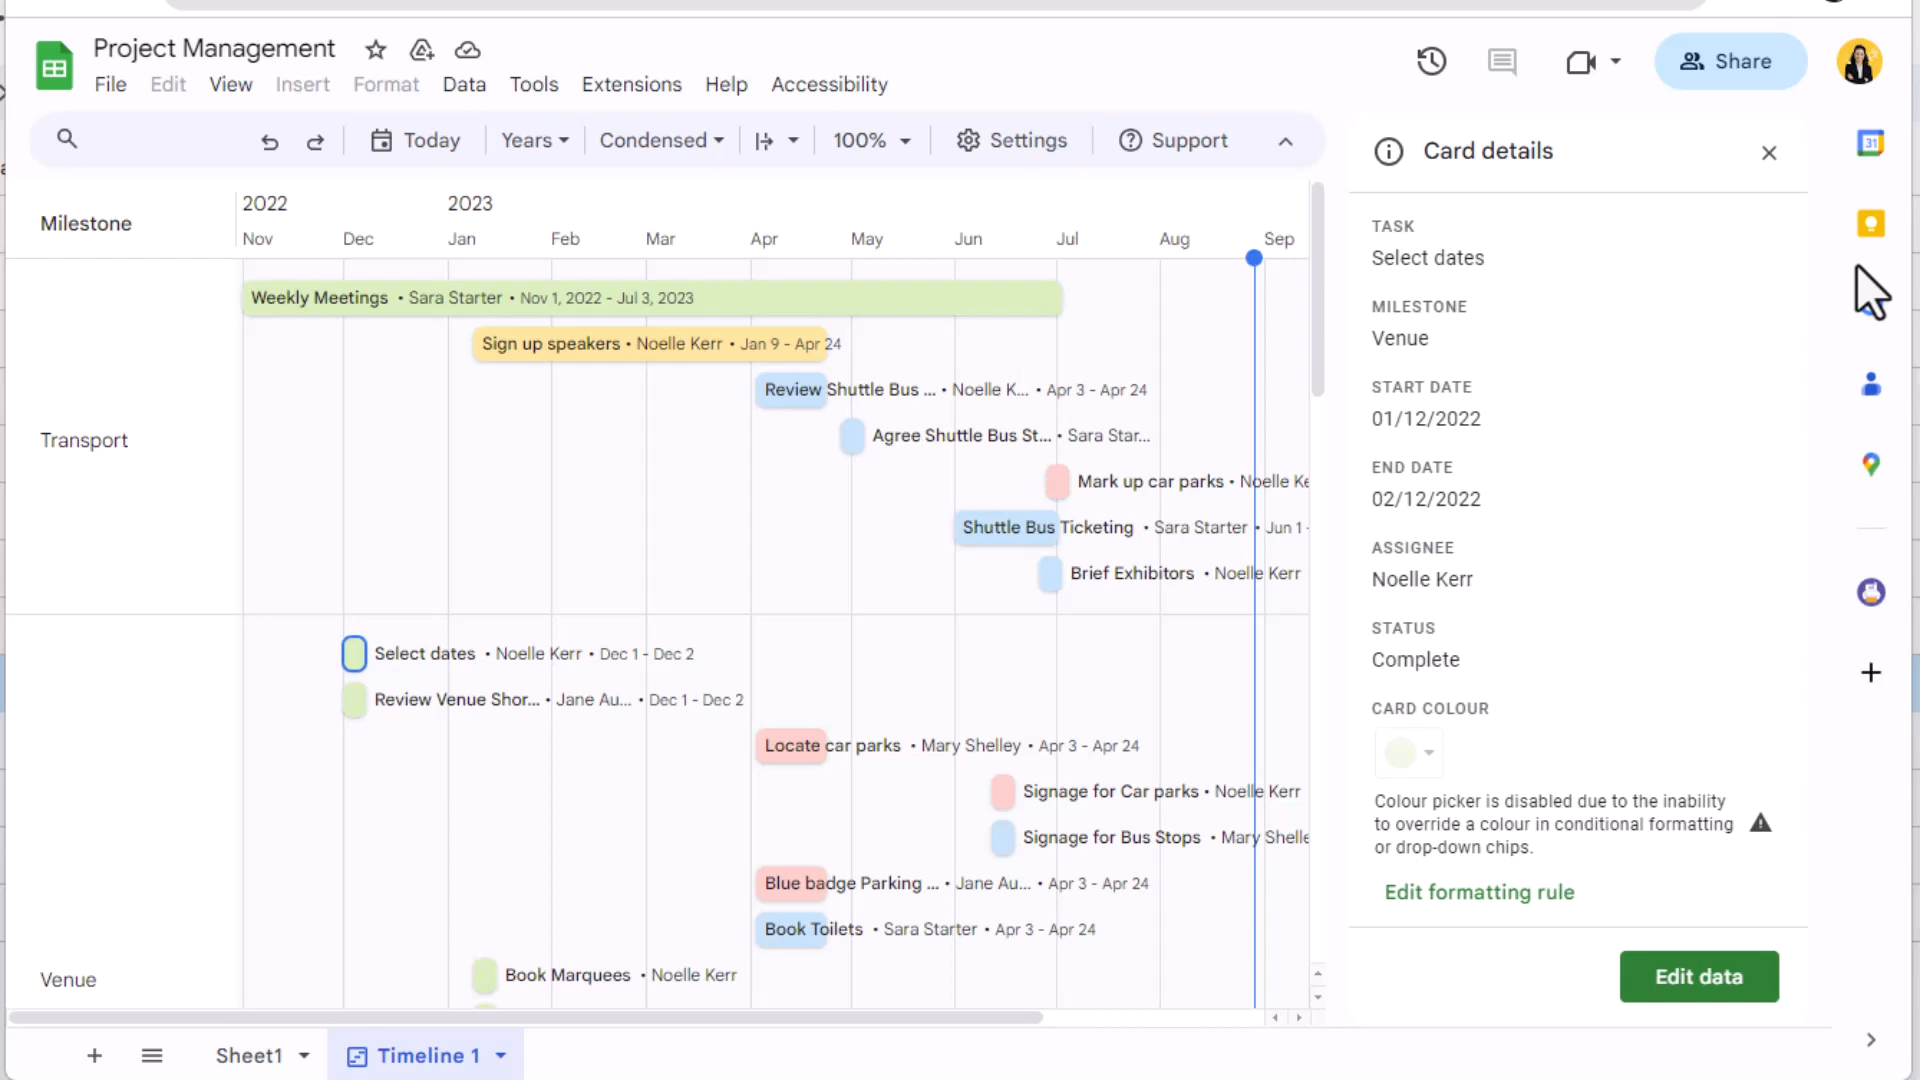 Project Management
File Edit View Insert Format Data Tools Extensions Help Accessibility
Share
Today Years Condensed 100% Settings Support
Milestone
2022 2023
Nov Dec Jan Feb Mar Apr May Jun Jul Aug Sep
Transport
Weekly Meetings • Sara Starter • Nov 1, 2022 - Jul 3, 2023
Sign up speakers • Noelle Kerr • Jan 9 - Apr 24
Review Shuttle Bus ... • Noelle K... • Apr 3 - Apr 24
Agree Shuttle Bus St... • Sara Star...
Mark up car parks • Noelle Ke
Shuttle Bus Ticketing • Sara Starter • Jun 1 -
Brief Exhibitors • Noelle Kerr
Select dates • Noelle Kerr • Dec 1 - Dec 2
Review Venue Shor... • Jane Au... • Dec 1 - Dec 2
Locate car parks • Mary Shelley • Apr 3 - Apr 24
Signage for Car parks • Noelle Kerr
Signage for Bus Stops • Mary Shelle
Blue badge Parking ... • Jane Au... • Apr 3 - Apr 24
Book Toilets • Sara Starter • Apr 3 - Apr 24
Venue
Book Marquees • Noelle Kerr
Card details
TASK
Select dates
MILESTONE
Venue
START DATE
01/12/2022
END DATE
02/12/2022
ASSIGNEE
Noelle Kerr
STATUS
Complete
CARD COLOUR
Colour picker is disabled due to the inability
to override a colour in conditional formatting
or drop-down chips.
Edit formatting rule
Edit data
31
Sheet1 Timeline 1